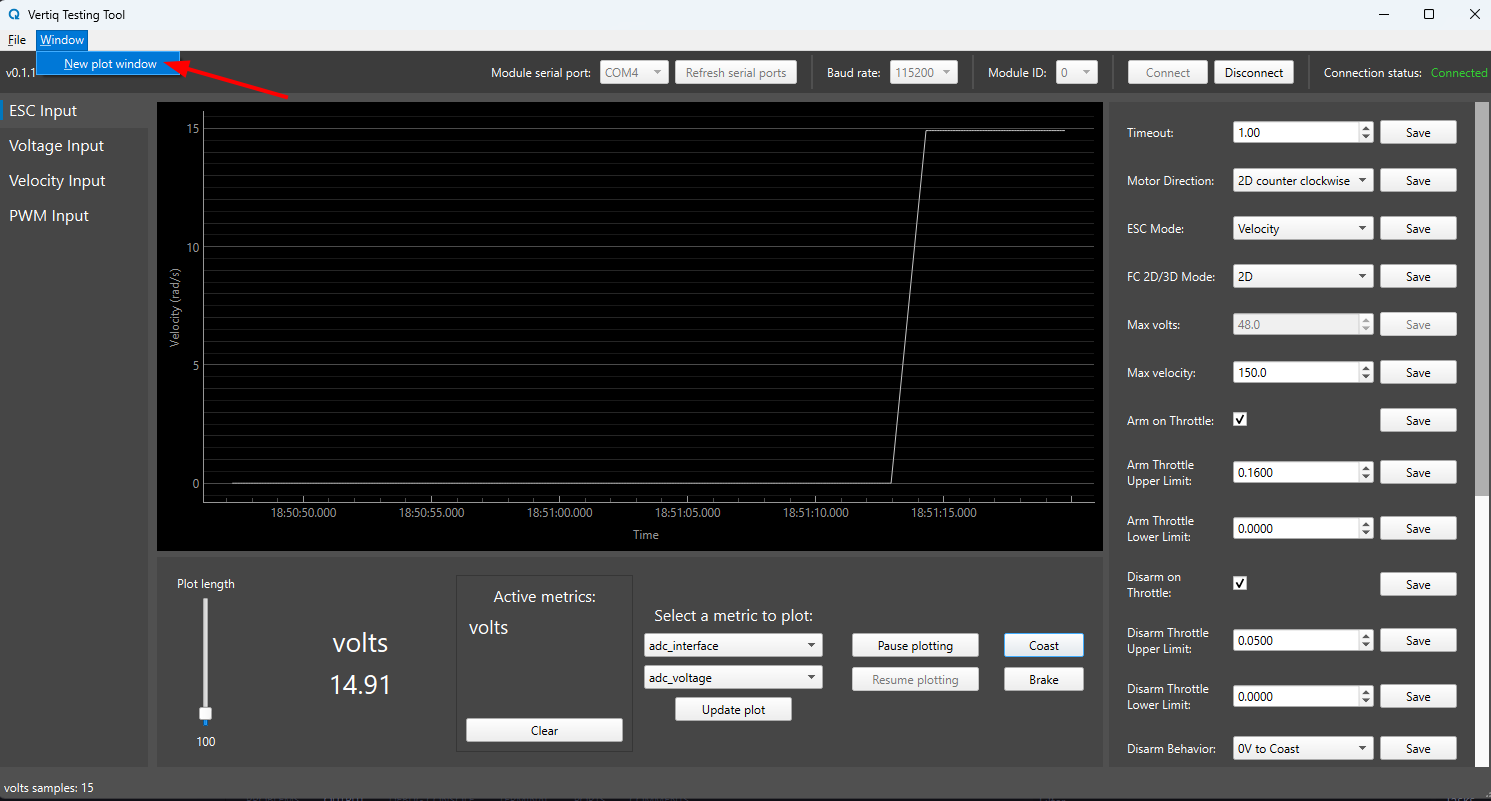 Vertiq Testing Tool
File Window
New plot window
v0.1.1
Module serial port: COM4 Refresh serial ports Baud rate: 115200 Module ID: 0 Connect Disconnect Connection status: Connected
ESC Input
Voltage Input
Velocity Input
PWM Input
15
10
5
0
Velocity (rad/s)
18:50:50.000 18:50:55.000 18:51:00.000 18:51:05.000 18:51:10.000 18:51:15.000
Time
Plot length
100
volts
14.91
Active metrics:
volts
Clear
Select a metric to plot:
adc_interface
adc_voltage
Update plot
Pause plotting
Resume plotting
Coast
Brake
Timeout: 1.00 Save
Motor Direction: 2D counter clockwise Save
ESC Mode: Velocity Save
FC 2D/3D Mode: 2D Save
Max volts: 48.0 Save
Max velocity: 150.0 Save
Arm on Throttle: Save
Arm Throttle
Upper Limit: 0.1600 Save
Arm Throttle
Lower Limit: 0.0000 Save
Disarm on
Throttle: Save
Disarm Throttle
Upper Limit: 0.0500 Save
Disarm Throttle
Lower Limit: 0.0000 Save
Disarm Behavior: 0V to Coast Save
volts samples: 15